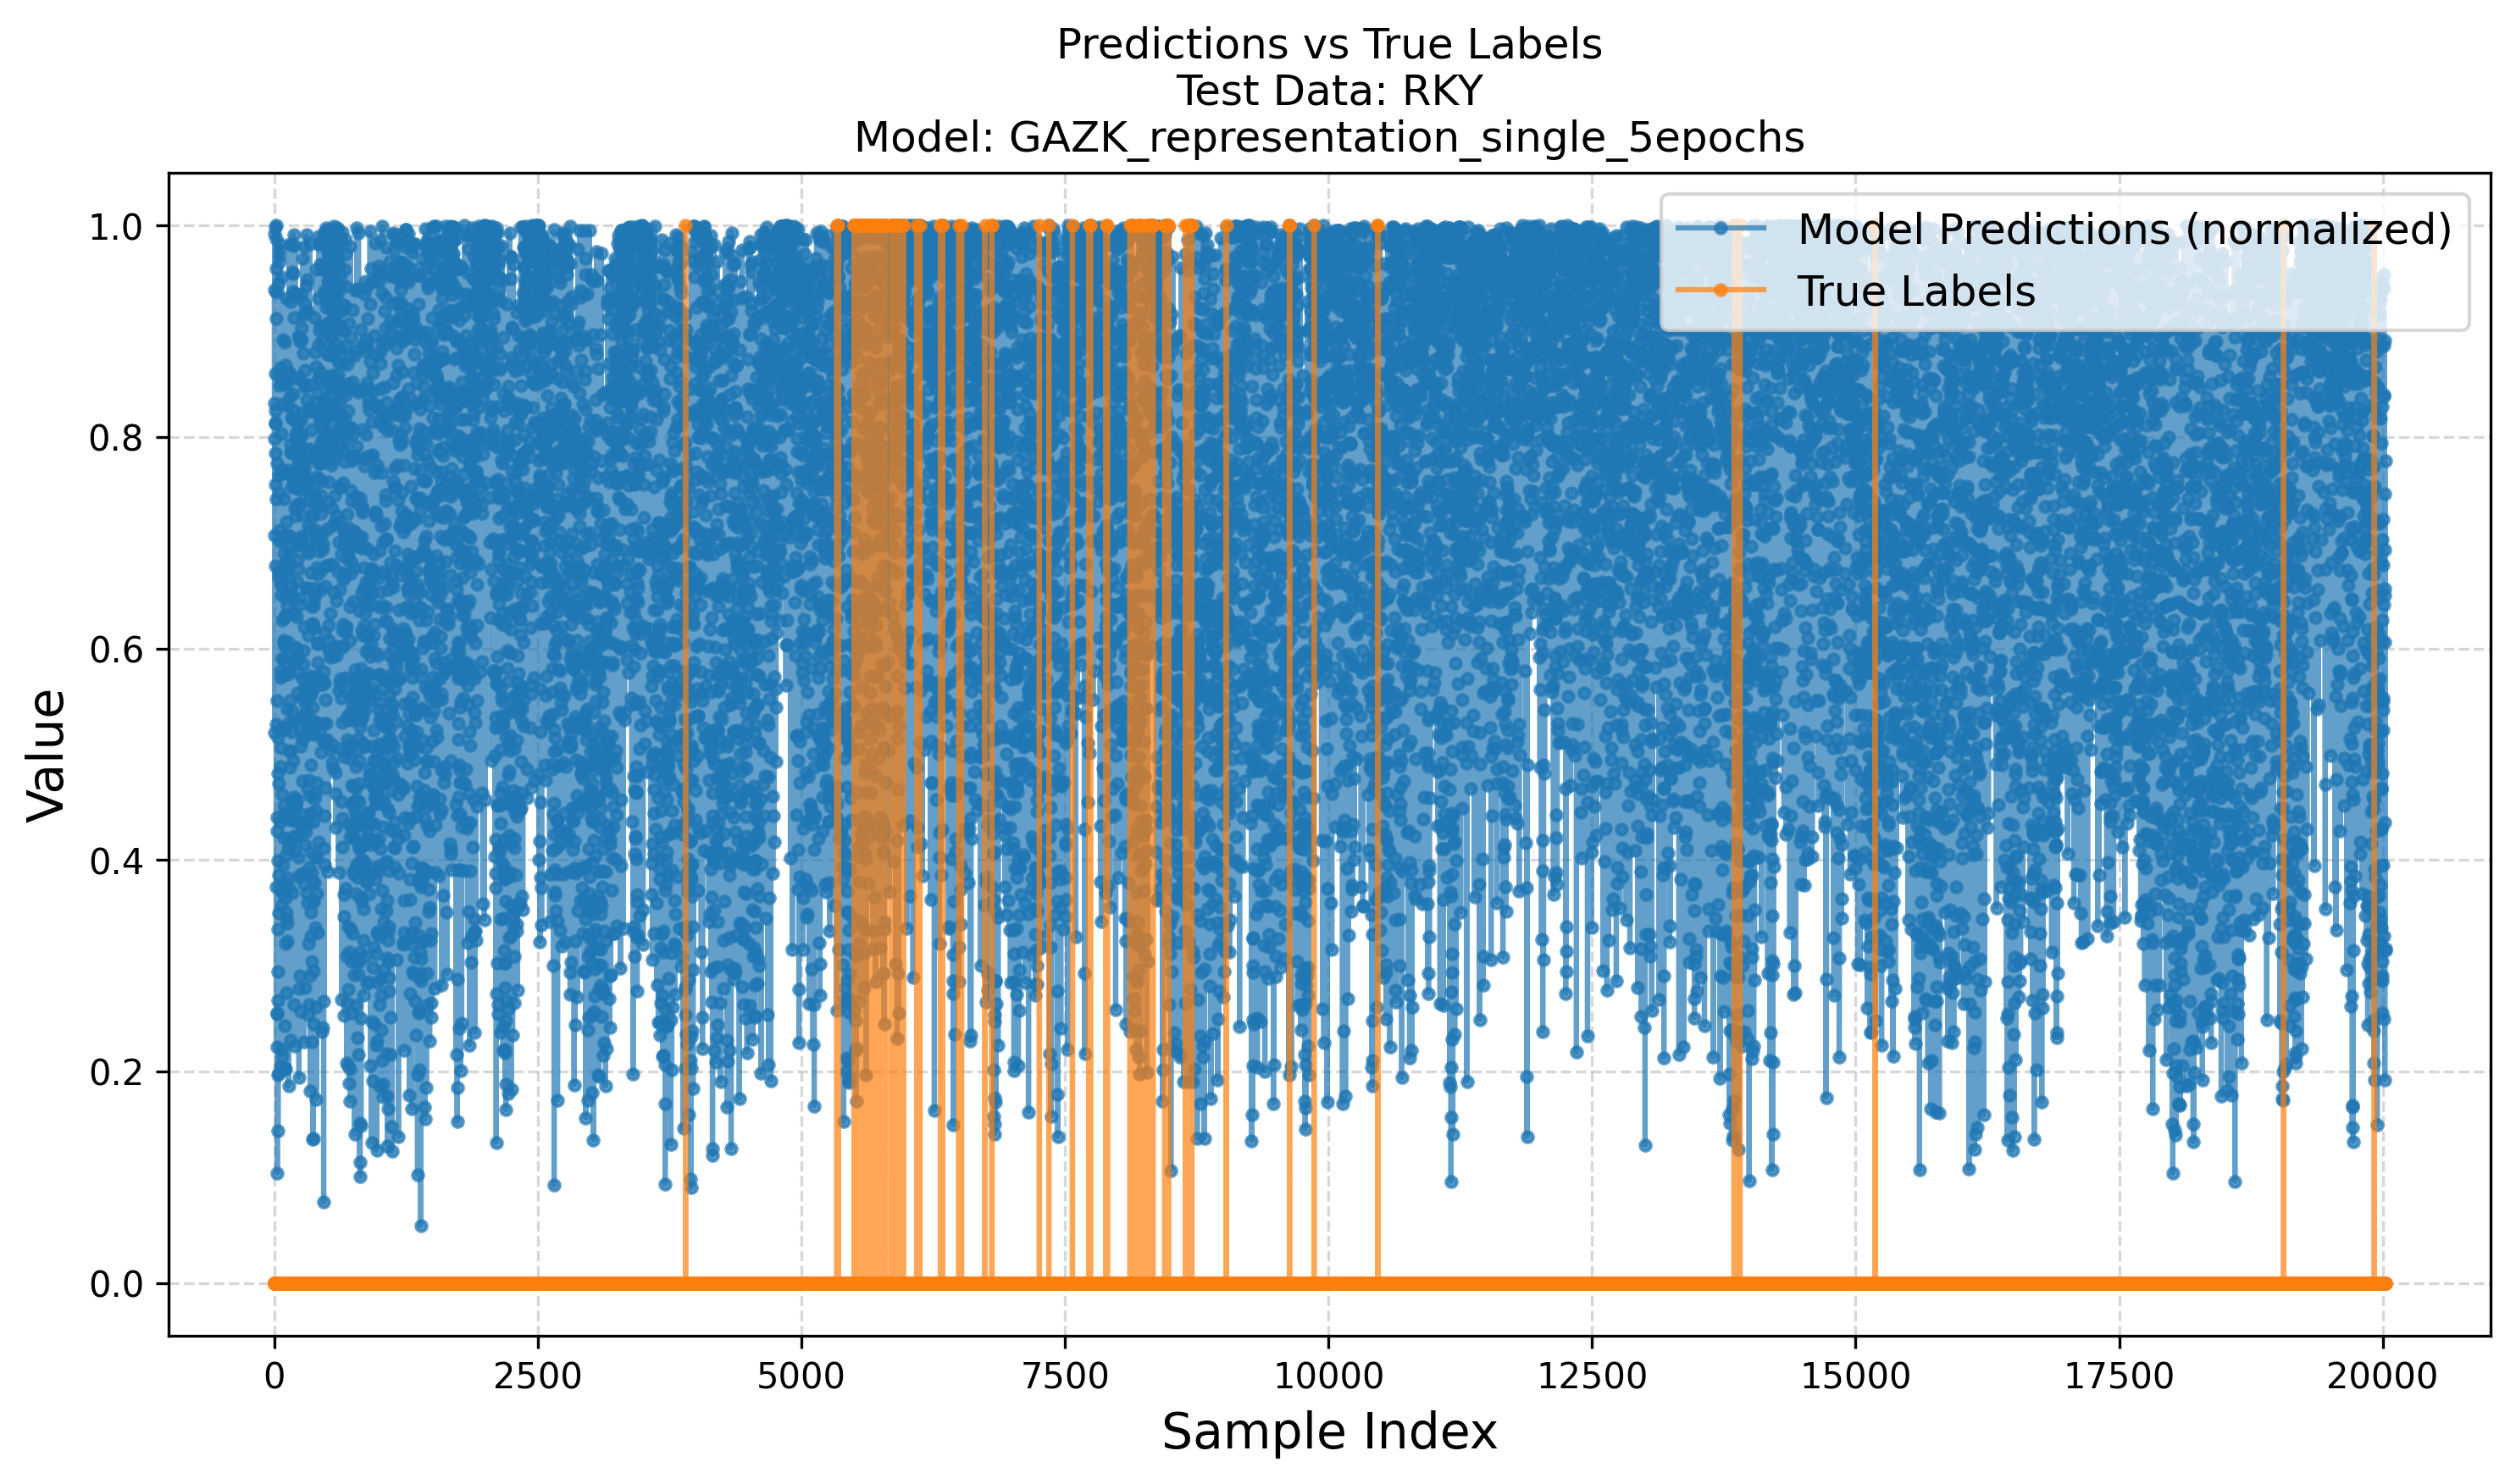 Predictions vs True Labels
Test Data: RKY
Model: GAZK_representation_single_5epochs
Model Predictions (normalized)
True Labels
Value
1.0
0.8
0.6
0.4
0.2
0.0
0 2500 5000 7500 10000 12500 15000 17500 20000
Sample Index